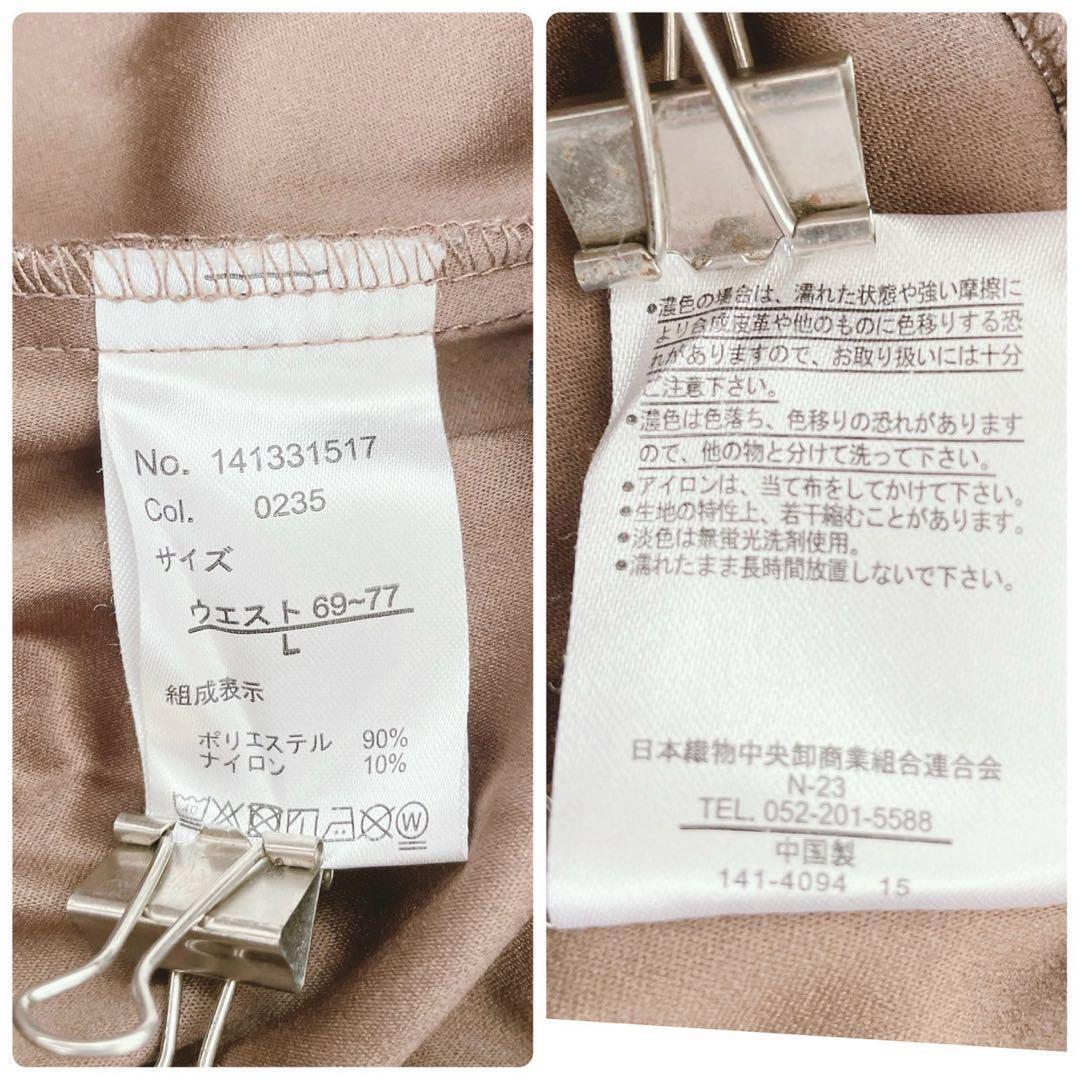 No. 141331517
Col. 0235
サイズ
ウエスト 69~77
L
組成表示
ポリエステル 90%
ナイロン 10%
40
W
•濃色の場合は、濡れた状態や強い摩擦に
より合成皮革や他のものに色移りする恐
れがありますので、お取り扱いには十分
ご注意下さい。
•濃色は色落ち、色移りの恐れがあります
ので、他の物と分けて洗って下さい。
•アイロンは、当て布をしてかけて下さい。
•生地の特性上、若干縮むことがあります。
•淡色は無蛍光洗剤使用。
•濡れたまま長時間放置しないで下さい。
日本織物中央卸商業組合連合会
N-23
TEL. 052-201-5588
中国製
141-4094 15